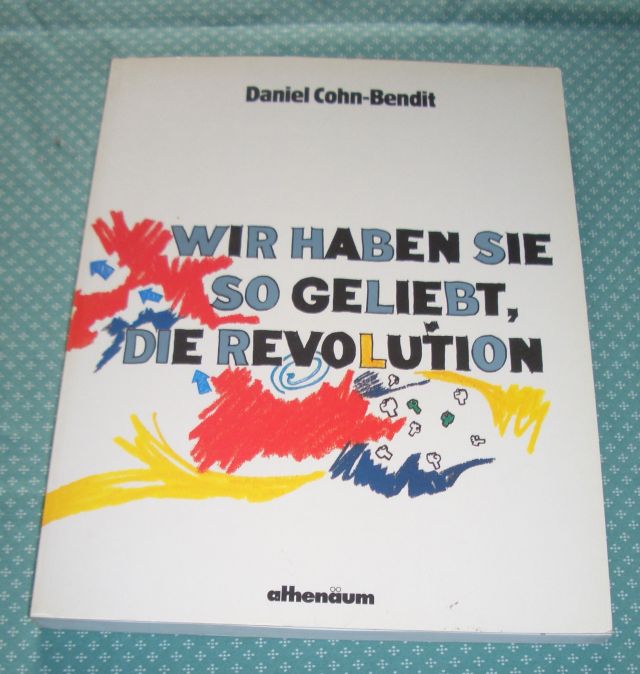 Daniel Cohn-Bendit
WIR HABEN SIE
SO GELIEBT,
DIE REVOLUTION
athenäum